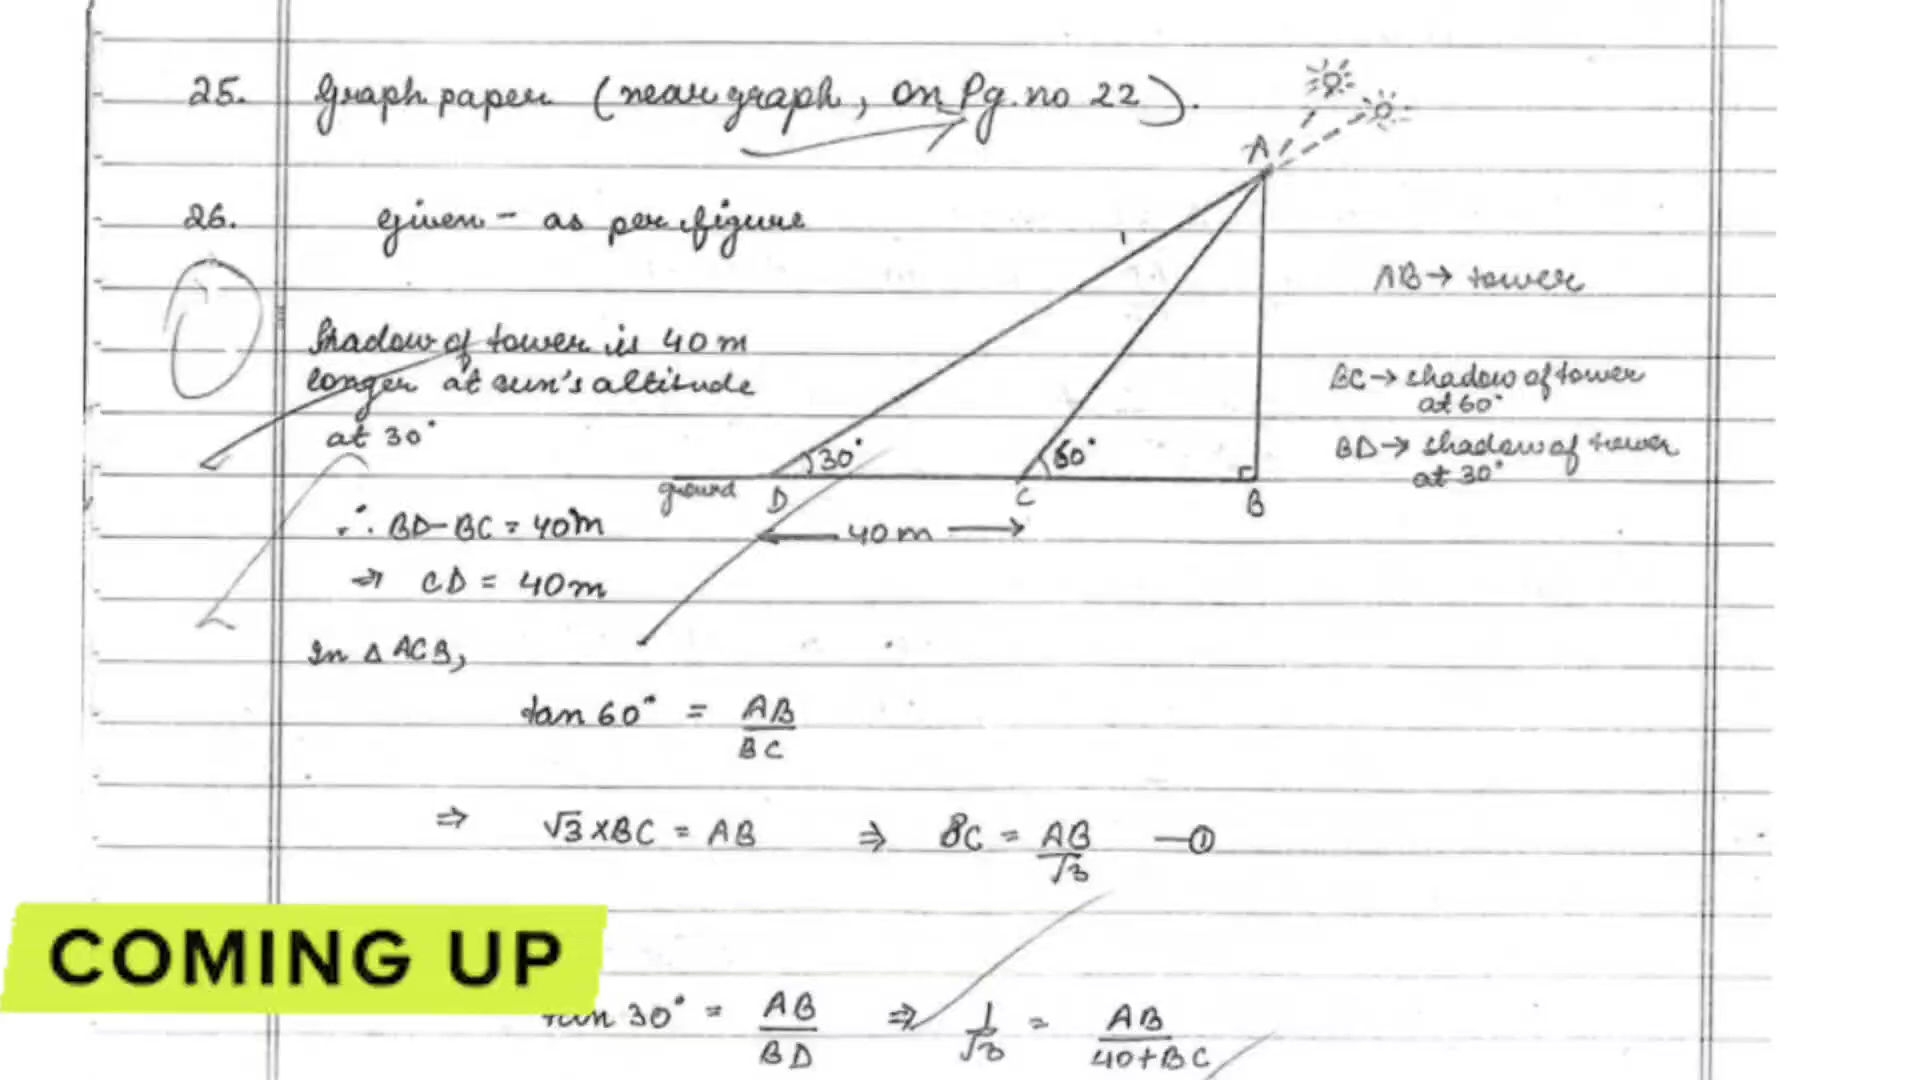 25. Graph paper (near graph, on Pg. no 22).
26. given - as per figure
A
AB → tower
Shadow of tower is 40 m
longer at sun's altitude
at 30°
BC → shadow of tower
at 60°
BD → shadow of tower
at 30°
30° 60°
ground D C B
40 m
∴ BD - BC = 40m
⇒ CD = 40m
In Δ ACB,
tan 60° = AB/BC
⇒ √3 × BC = AB ⇒ BC = AB/√3 —①
COMING UP
tan 30° = AB/BD ⇒ 1/√3 = AB/40+BC